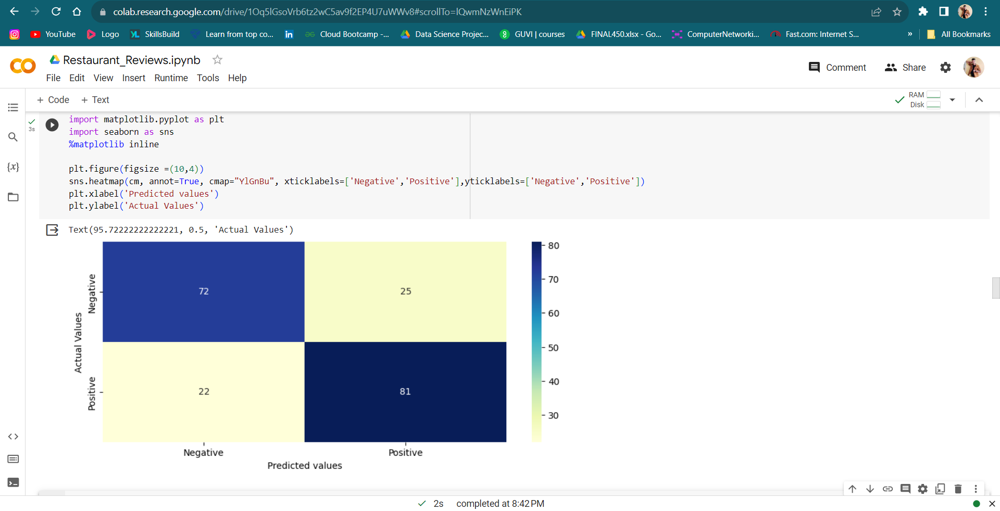 colab.research.google.com/drive/1Oq5lGsoVrb6tz2wC5av9f2EP4U7uWWv8#scrollTo=lQwmNzWnEiPK
YouTube Logo YL SkillsBuild Learn from top co... in Cloud Bootcamp -... Data Science Projec... GUVI | courses FINAL450.xlsx - Go... ComputerNetworki... Fast.com: Internet S... » All Bookmarks
CO Restaurant_Reviews.ipynb
Comment Share
File Edit View Insert Runtime Tools Help
+ Code + Text
RAM
Disk
3s
{x}
import matplotlib.pyplot as plt
import seaborn as sns
%matplotlib inline
plt.figure(figsize =(10,4))
sns.heatmap(cm, annot=True, cmap="YlGnBu", xticklabels=['Negative','Positive'],yticklabels=['Negative','Positive'])
plt.xlabel('Predicted values')
plt.ylabel('Actual Values')
Text(95.72222222222221, 0.5, 'Actual Values')
Actual Values
Negative
Positive
72 25
22 81
Negative Positive
Predicted values
80
70
60
50
40
30
2s completed at 8:42 PM